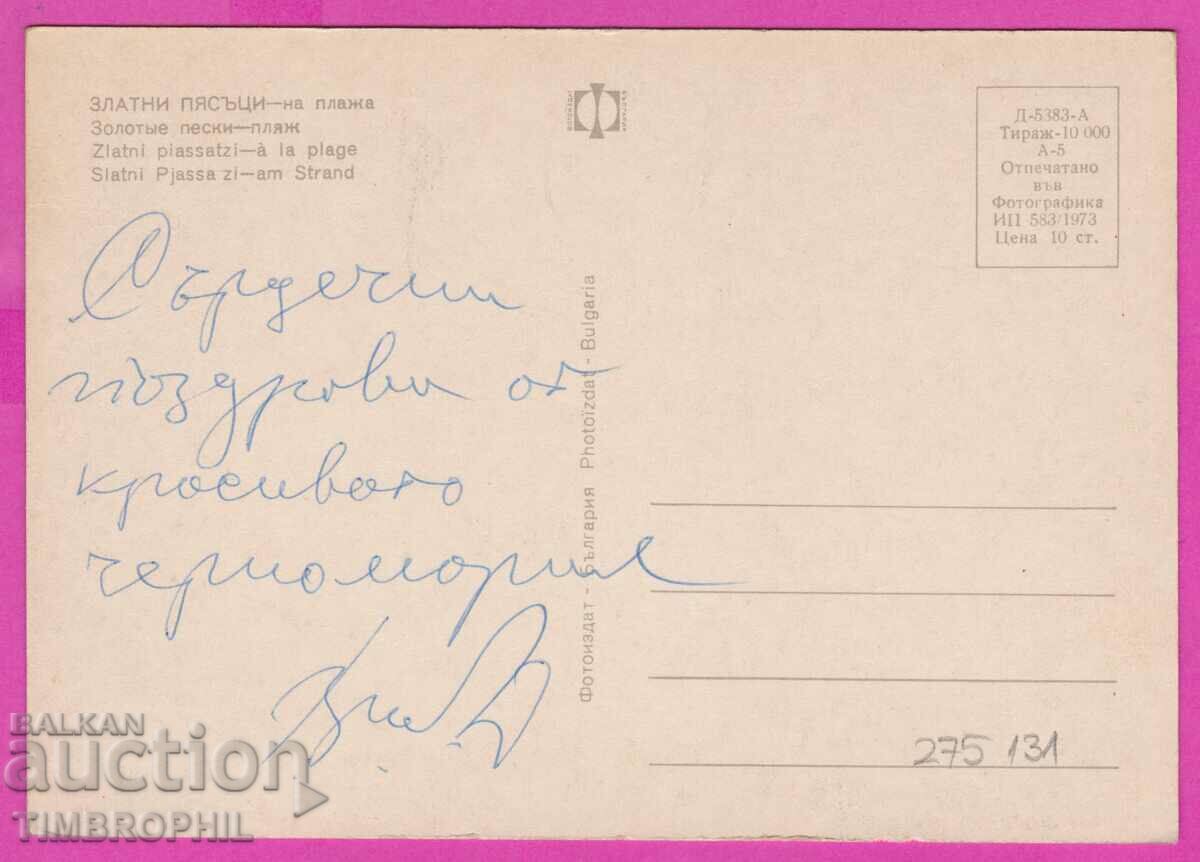 ЗЛАТНИ ПЯСЪЦИ—на плажа
Золотые пески—пляж
Zlatni piassatzi—à la plage
Slatni Pjassa zi—am Strand
ФОТОИЗДАТ
БЪЛГАРИЯ
Д-5383-А
Тираж-10 000
А-5
Отпечатано
във
Фотографика
ИП 583/1973
Цена 10 ст.
Сърдечни
поздрави от
красивото
черноморие
Фотоиздат - България Photoizdat - Bulgaria
275 131
BALKAN
auction
TIMBROPHIL